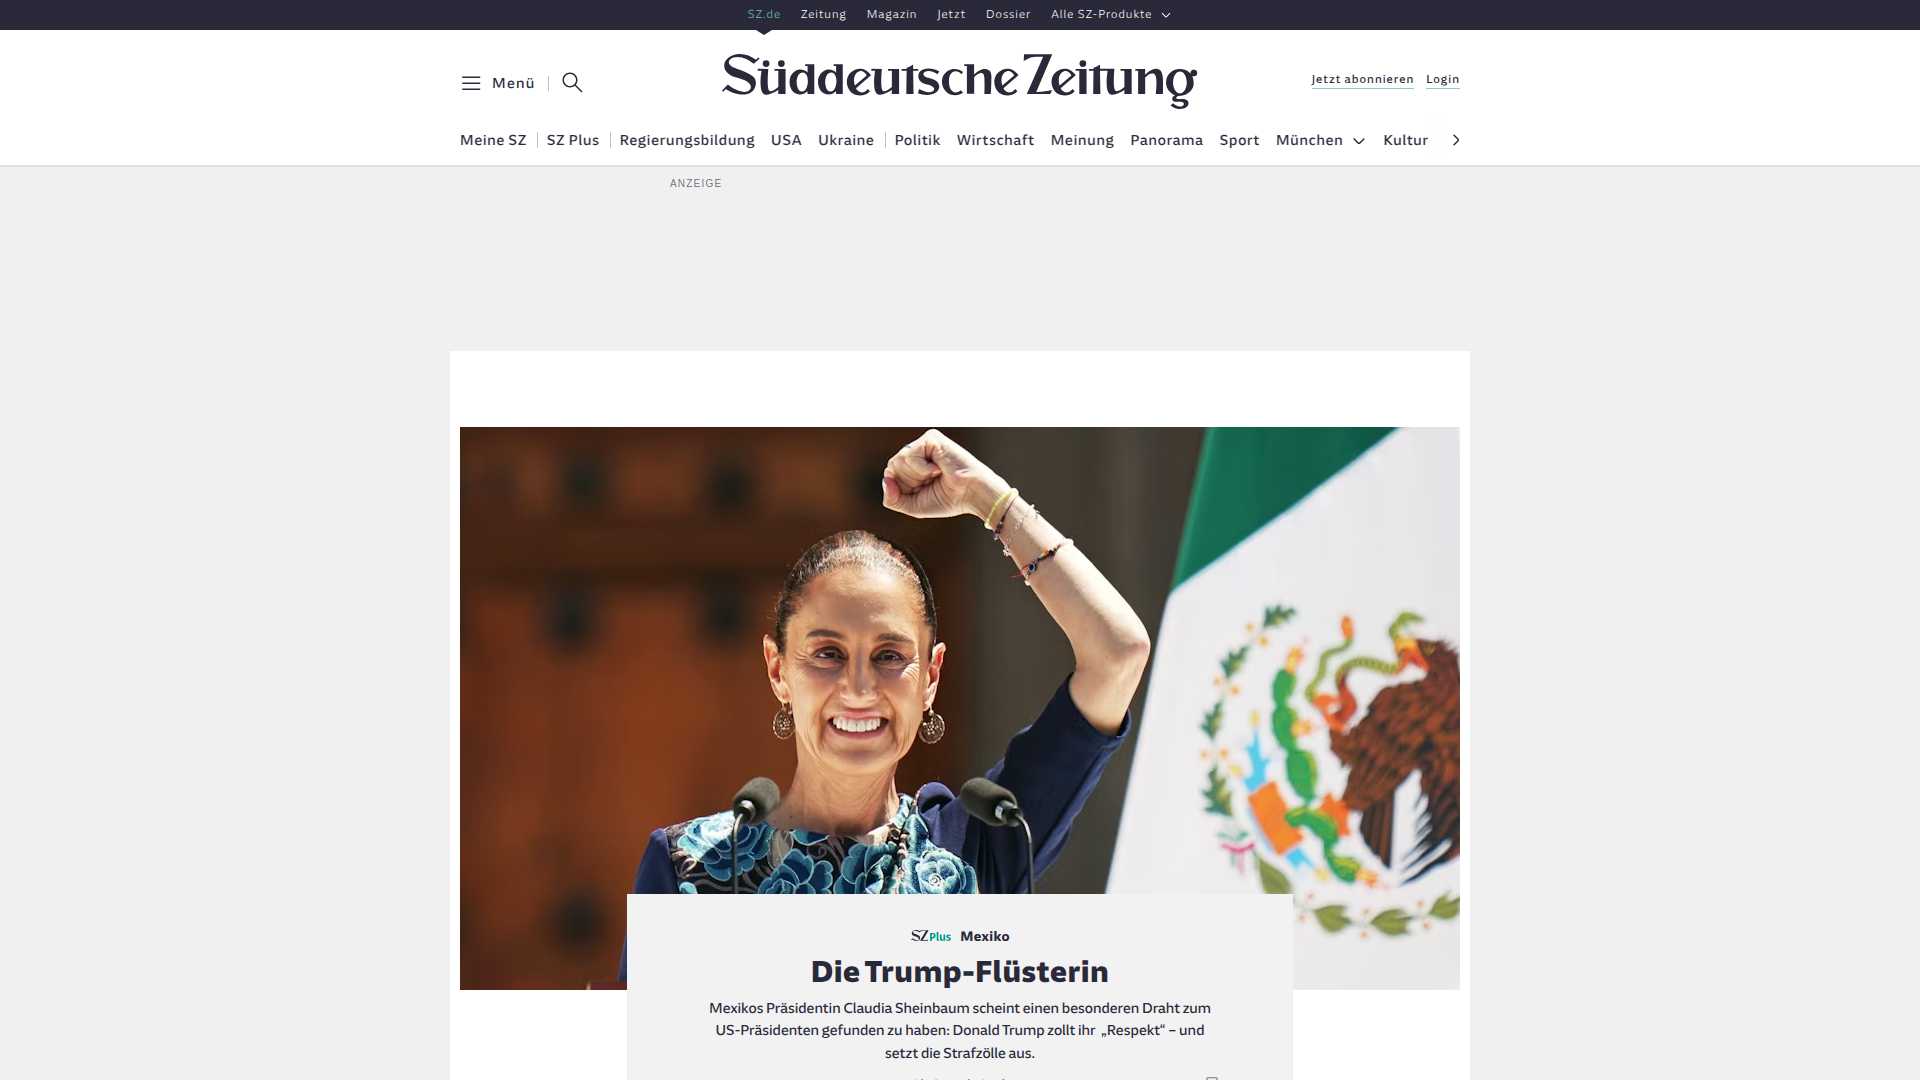 SZ.de Zeitung Magazin Jetzt Dossier Alle SZ-Produkte
Menü
Süddeutsche Zeitung
Jetzt abonnieren Login
Meine SZ SZ Plus Regierungsbildung USA Ukraine Politik Wirtschaft Meinung Panorama Sport München Kultur
ANZEIGE
SZ Plus Mexiko
Die Trump-Flüsterin
Mexikos Präsidentin Claudia Sheinbaum scheint einen besonderen Draht zum
US-Präsidenten gefunden zu haben: Donald Trump zollt ihr „Respekt“ – und
setzt die Strafzölle aus.